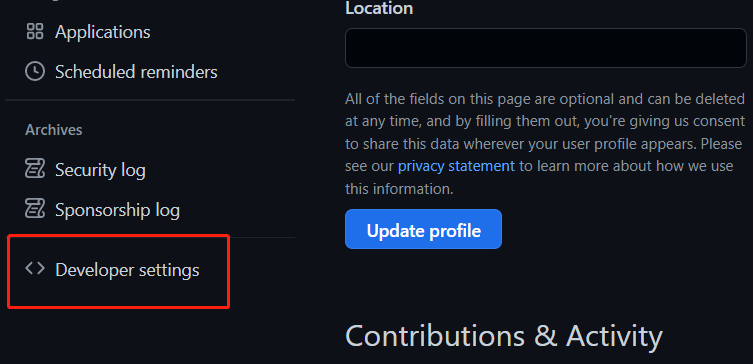 Applications
Scheduled reminders
Archives
Security log
Sponsorship log
Developer settings
Location
All of the fields on this page are optional and can be deleted
at any time, and by filling them out, you're giving us consent
to share this data wherever your user profile appears. Please
see our privacy statement to learn more about how we use
this information.
Update profile
Contributions & Activity